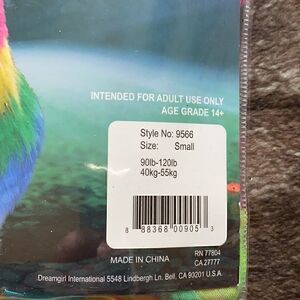 INTENDED FOR ADULT USE ONLY
AGE GRADE 14+
Style No: 9566
Size: Small
90lb-120lb
40kg-55kg
8 88368 00905 3
MADE IN CHINA
RN 77804
CA 27777
Dreamgirl International 5548 Lindbergh Ln. Bell, CA 90201 U.S.A.